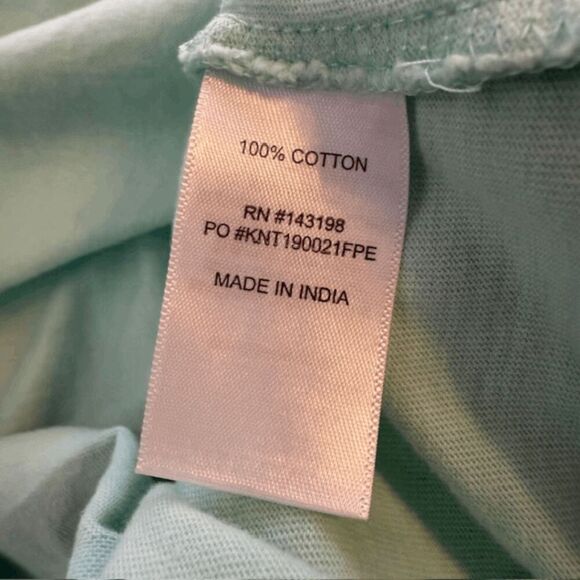 100% COTTON
RN #143198
PO #KNT190021FPE
MADE IN INDIA